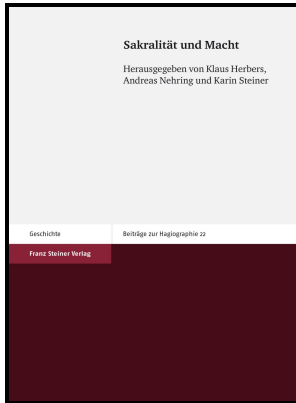 Sakralität und Macht
Herausgegeben von Klaus Herbers,
Andreas Nehring und Karin Steiner
Geschichte
Beiträge zur Hagiographie 22
Franz Steiner Verlag